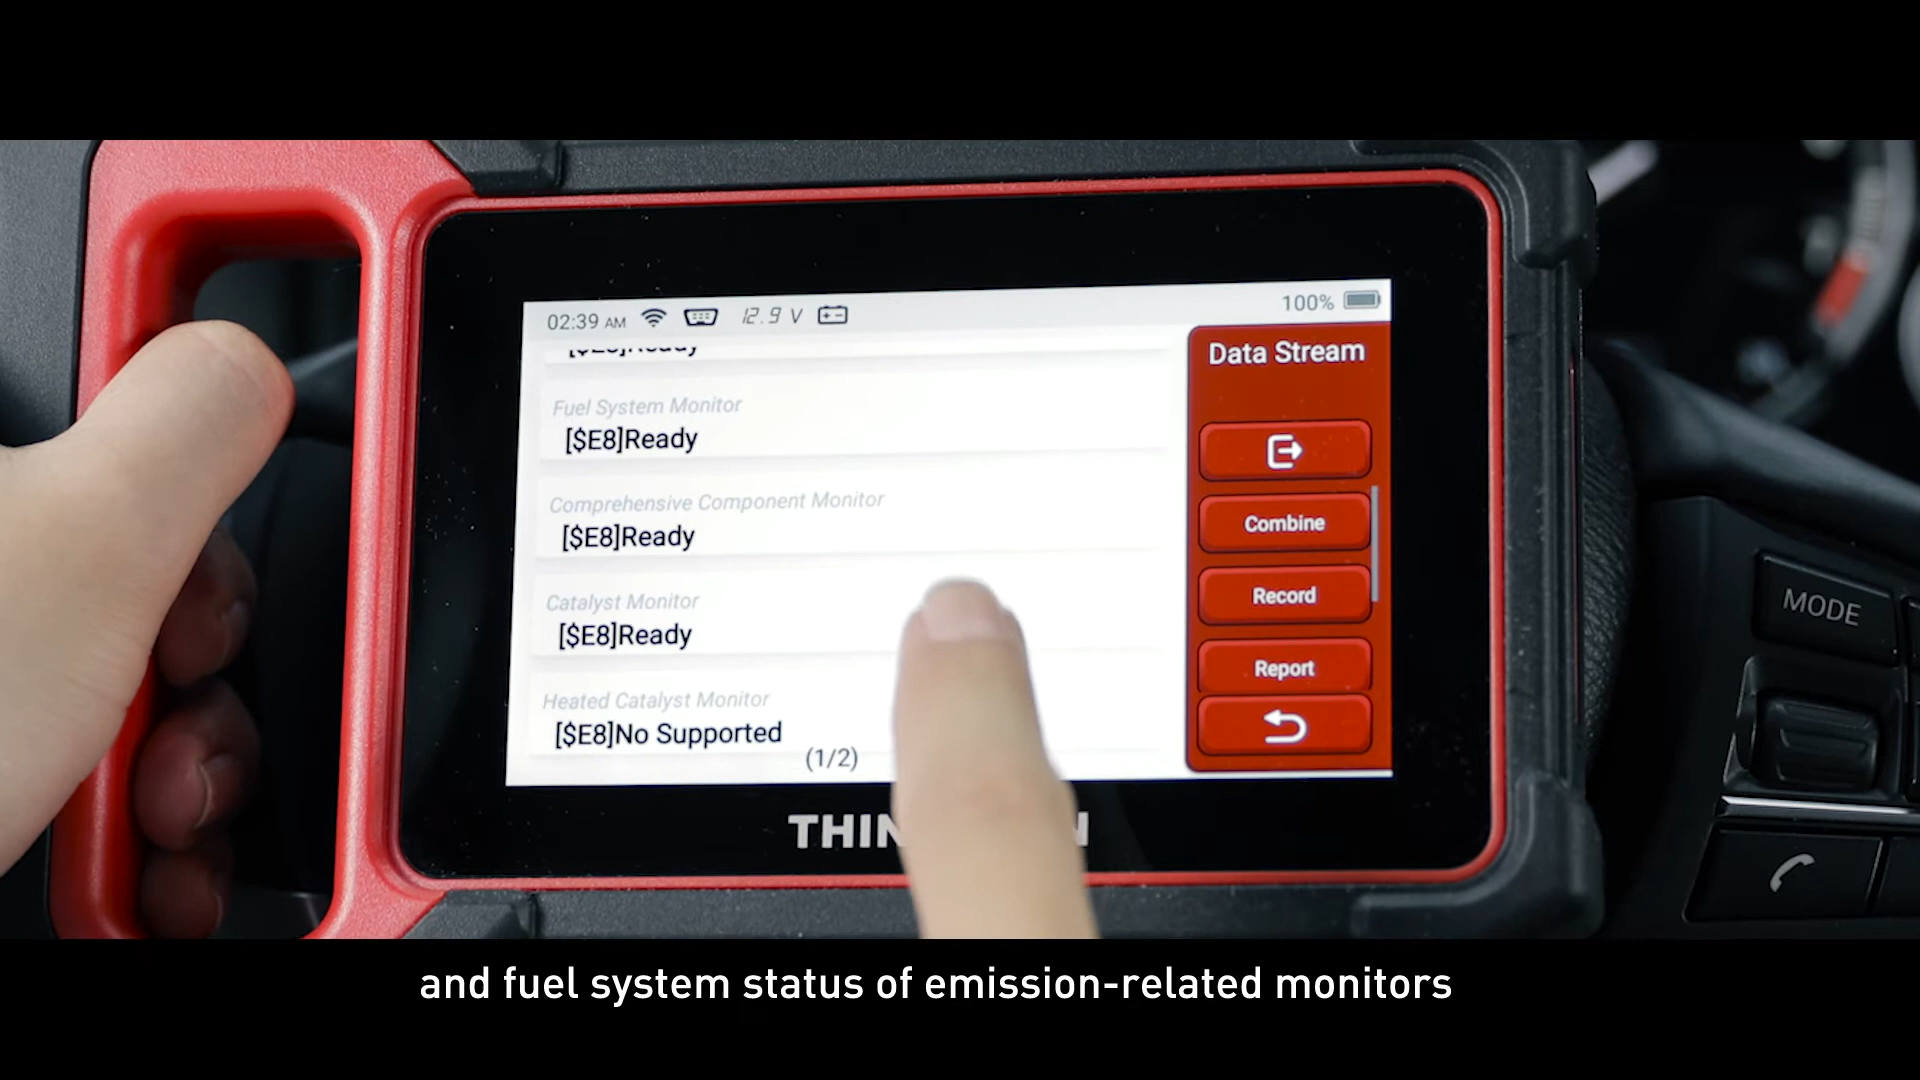 02:39 AM 12.9 V 100%
Data Stream
Fuel System Monitor
[$E8]Ready
Comprehensive Component Monitor
[$E8]Ready
Catalyst Monitor
[$E8]Ready
Heated Catalyst Monitor
[$E8]No Supported
(1/2)
Combine
Record
Report
MODE
and fuel system status of emission-related monitors